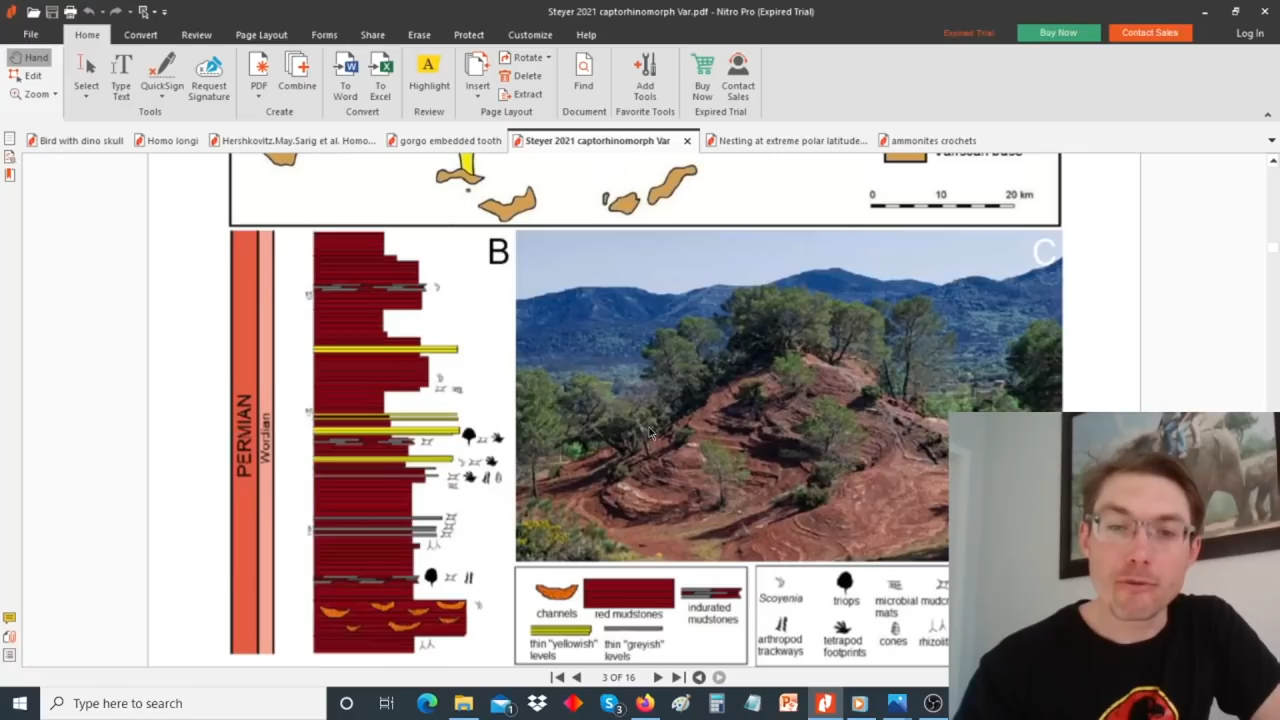 Steyer 2021 captorhinomorph Var.pdf - Nitro Pro (Expired Trial)
File Home Convert Review Page Layout Forms Share Erase Protect Customize Help Expired Trial Buy Now Contact Sales Log In
Hand
Edit
Zoom
Select
Type Text
QuickSign
Request Signature
PDF
Combine
To Word
To Excel
Highlight
Insert
Rotate
Delete
Extract
Find
Add Tools
Buy Now
Contact Sales
Tools Create Convert Review Page Layout Document Favorite Tools Expired Trial
Bird with dino skull Homo longi Hershkovitz.May.Sarig et al. Homo... gorgo embedded tooth Steyer 2021 captorhinomorph Var Nesting at extreme polar latitude... ammonites crochets
0 10 20 km
B
C
PERMIAN
Wordian
channels
red mudstones
indurated
mudstones
thin "yellowish"
levels
thin "greyish"
levels
Scoyenia
triops
microbial
mats
arthropod
trackways
tetrapod
footprints
cones
3 OF 16
Type here to search